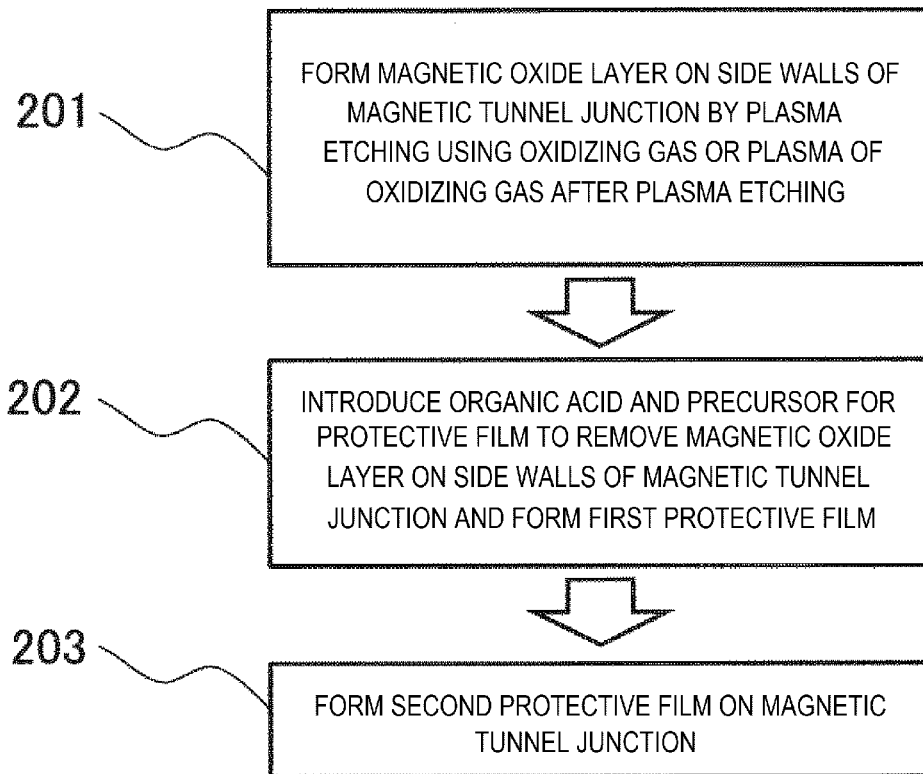 201
FORM MAGNETIC OXIDE LAYER ON SIDE WALLS OF
MAGNETIC TUNNEL JUNCTION BY PLASMA
ETCHING USING OXIDIZING GAS OR PLASMA OF
OXIDIZING GAS AFTER PLASMA ETCHING
202
INTRODUCE ORGANIC ACID AND PRECURSOR FOR
PROTECTIVE FILM TO REMOVE MAGNETIC OXIDE
LAYER ON SIDE WALLS OF MAGNETIC TUNNEL
JUNCTION AND FORM FIRST PROTECTIVE FILM
203
FORM SECOND PROTECTIVE FILM ON MAGNETIC
TUNNEL JUNCTION